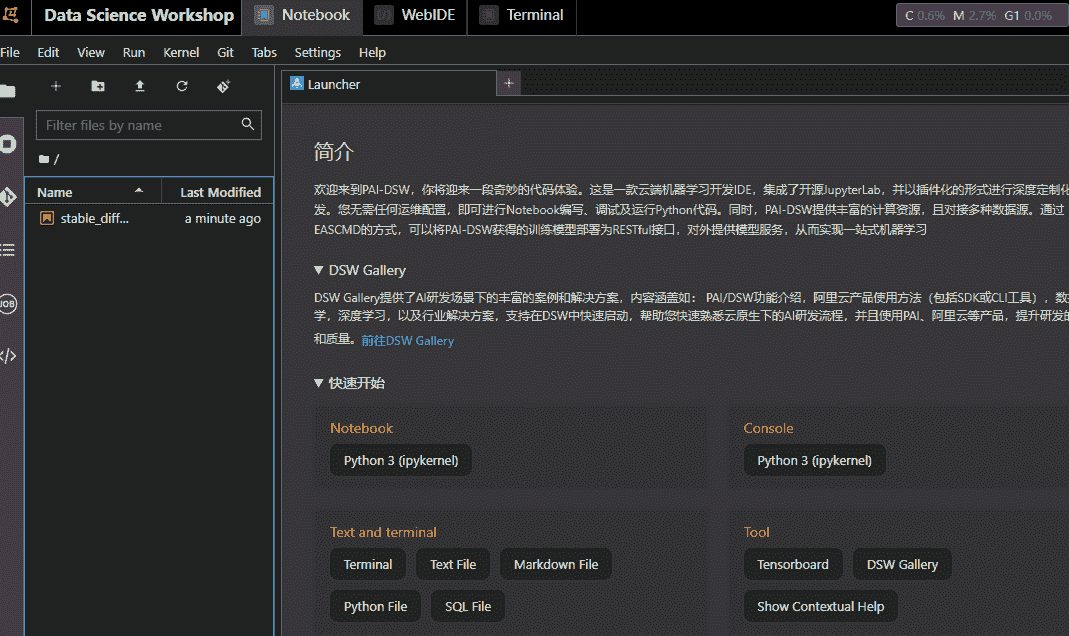 Data Science Workshop
Notebook
WebIDE
Terminal
C 0.6% M 2.7% G1 0.0%
File Edit View Run Kernel Git Tabs Settings Help
Launcher
Filter files by name
/
Name Last Modified
stable_diff... a minute ago
JOB
简介
欢迎来到PAI-DSW，你将迎来一段奇妙的代码体验。这是一款云端机器学习开发IDE，集成了开源JupyterLab，并以插件化的形式进行深度定制化
发。您无需任何运维配置，即可进行Notebook编写、调试及运行Python代码。同时，PAI-DSW提供丰富的计算资源，且对接多种数据源。通过
EASCMD的方式，可以将PAI-DSW获得的训练模型部署为RESTful接口，对外提供模型服务，从而实现一站式机器学习
DSW Gallery
DSW Gallery提供了AI研发场景下的丰富的案例和解决方案，内容涵盖如： PAI/DSW功能介绍，阿里云产品使用方法（包括SDK或CLI工具），数
学，深度学习，以及行业解决方案，支持在DSW中快速启动，帮助您快速熟悉云原生下的AI研发流程，并且使用PAI、阿里云等产品，提升研发的
和质量。前往DSW Gallery
快速开始
Notebook
Python 3 (ipykernel)
Console
Python 3 (ipykernel)
Text and terminal
Terminal Text File Markdown File
Python File SQL File
Tool
Tensorboard DSW Gallery
Show Contextual Help